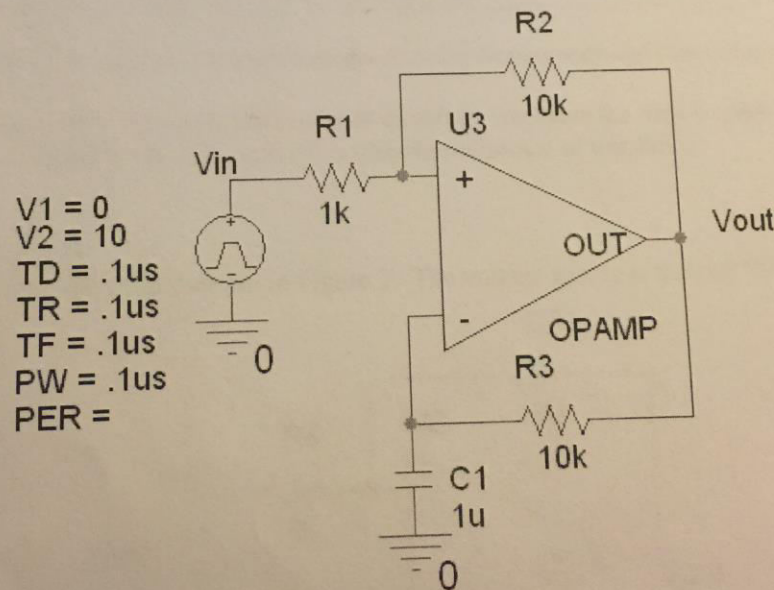 R2
10k
R1
U3
Vin
1k
+
V1 = 0
V2 = 10
TD = .1us
TR = .1us
TF = .1us
PW = .1us
PER =
+
-
0
OUT
Vout
-
OPAMP
R3
10k
C1
1u
0